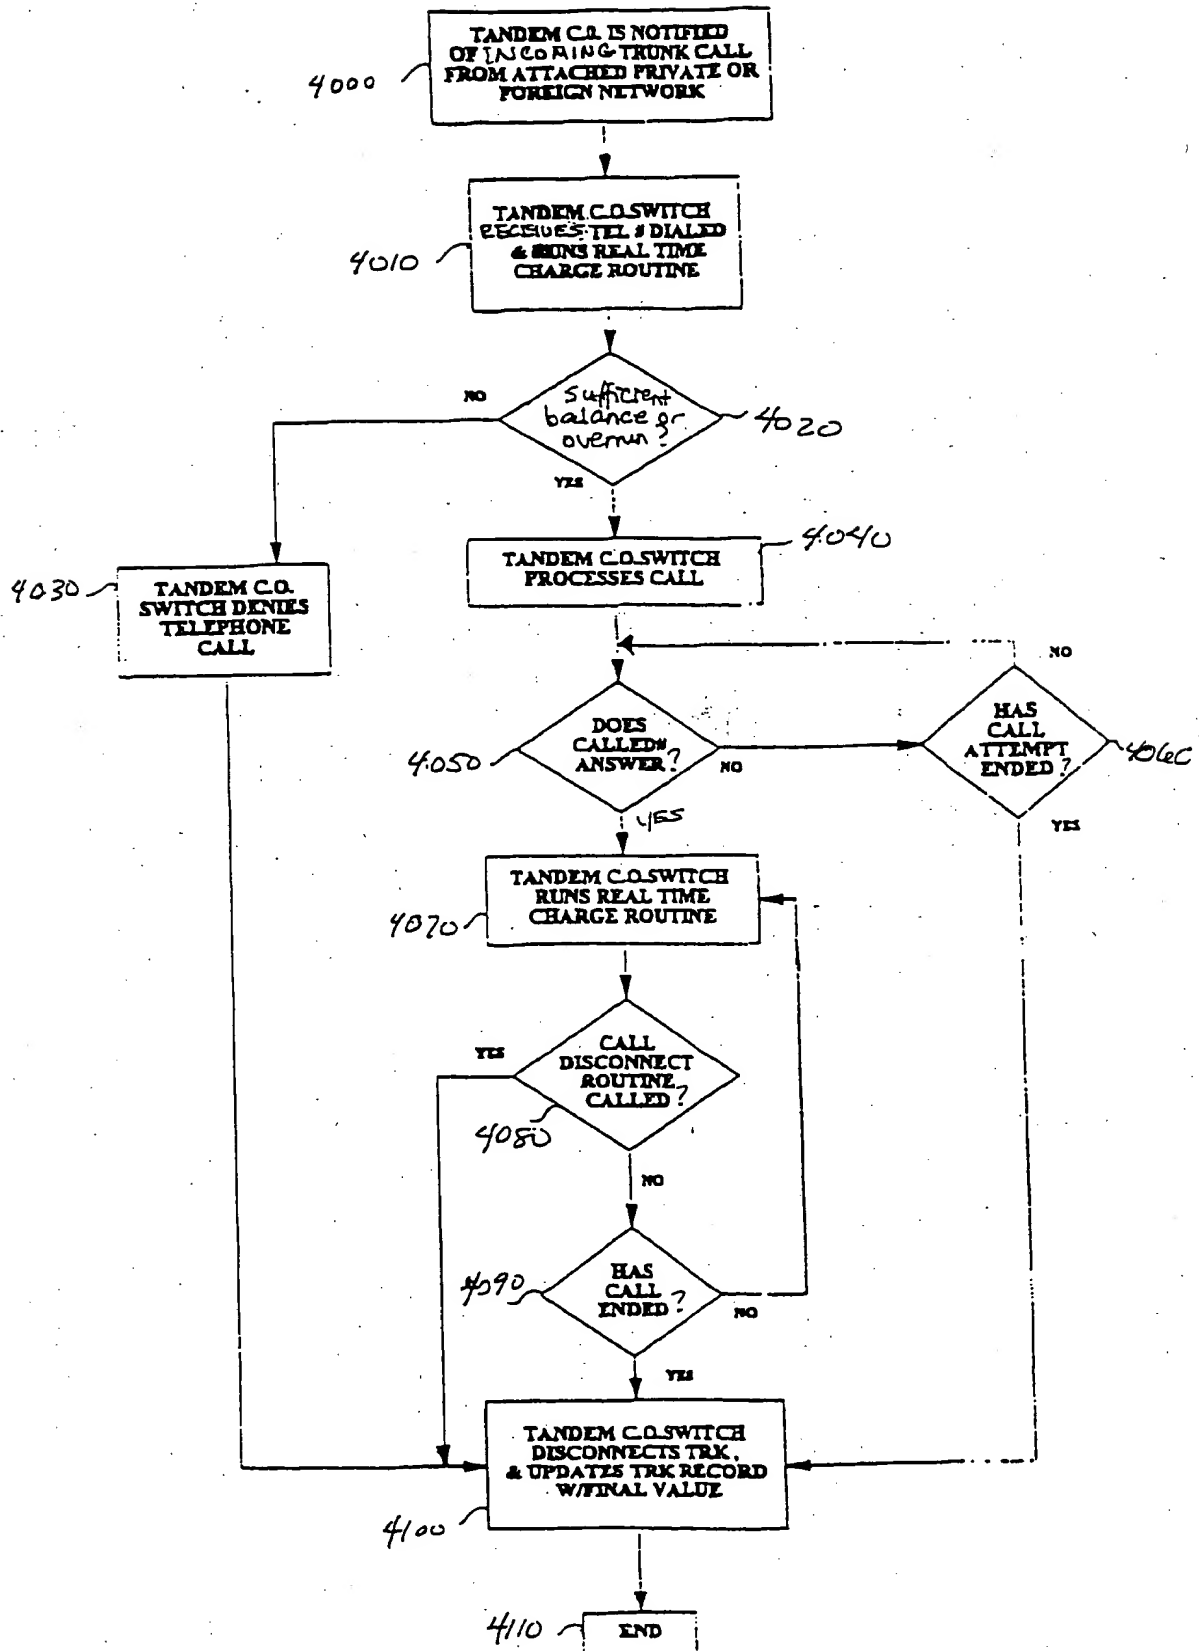 TANDEM C.O. IS NOTIFIED
OF INCOMING TRUNK CALL
FROM ATTACHED PRIVATE OR
FOREIGN NETWORK
4000
TANDEM C.O. SWITCH
RECEIVES TEL # DIALED
& RUNS REAL TIME
CHARGE ROUTINE
4010
NO
Sufficient
balance or
overrun?
4020
YES
4040
TANDEM C.O. SWITCH
PROCESSES CALL
4030
TANDEM C.O.
SWITCH DENIES
TELEPHONE
CALL
NO
DOES
CALLED#
ANSWER?
4050
NO
HAS
CALL
ATTEMPT
ENDED?
4060
YES
YES
TANDEM C.O. SWITCH
RUNS REAL TIME
CHARGE ROUTINE
4070
YES
CALL
DISCONNECT
ROUTINE
CALLED?
4080
NO
HAS
CALL
ENDED?
4090
NO
YES
TANDEM C.O. SWITCH
DISCONNECTS TRK,
& UPDATES TRK RECORD
W/FINAL VALUE
4100
4110
END